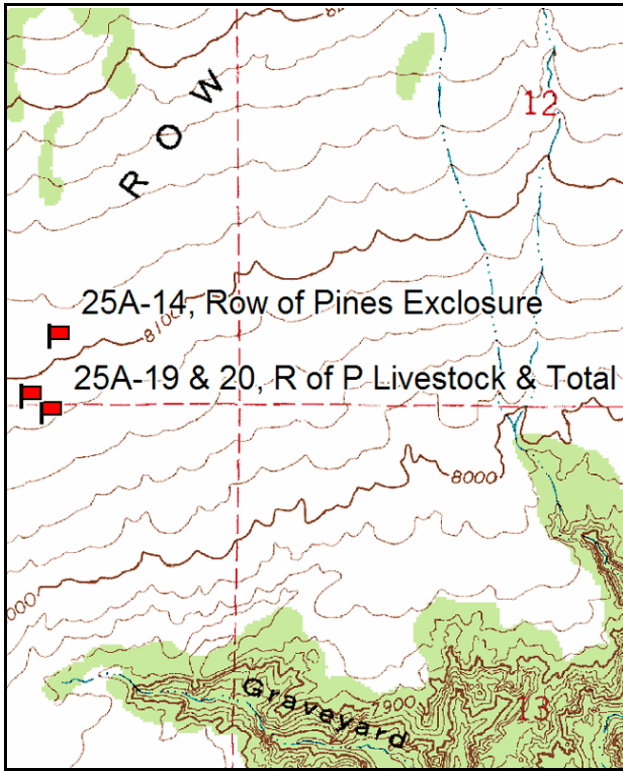 ROW
12
25A-14, Row of Pines Exclosure
8100
25A-19 & 20, R of P Livestock & Total
8000
000
7900
Graveyard
13